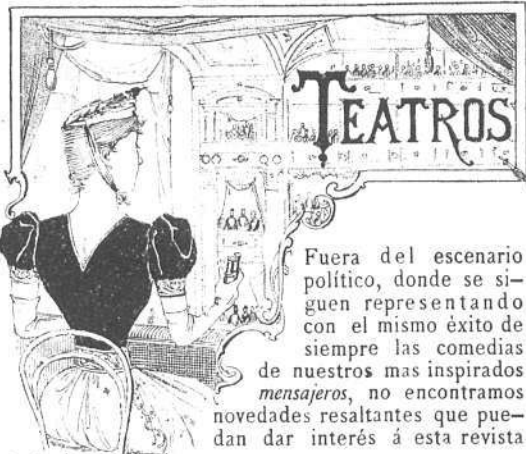 TEATROS
Fuera del escenario
político, donde se si–
guen representando
con el mismo éxito de
siempre las comedias
de nuestros mas inspirados
mensajeros, no encontramos
novedades resaltantes que pue–
dan dar interés á esta revista